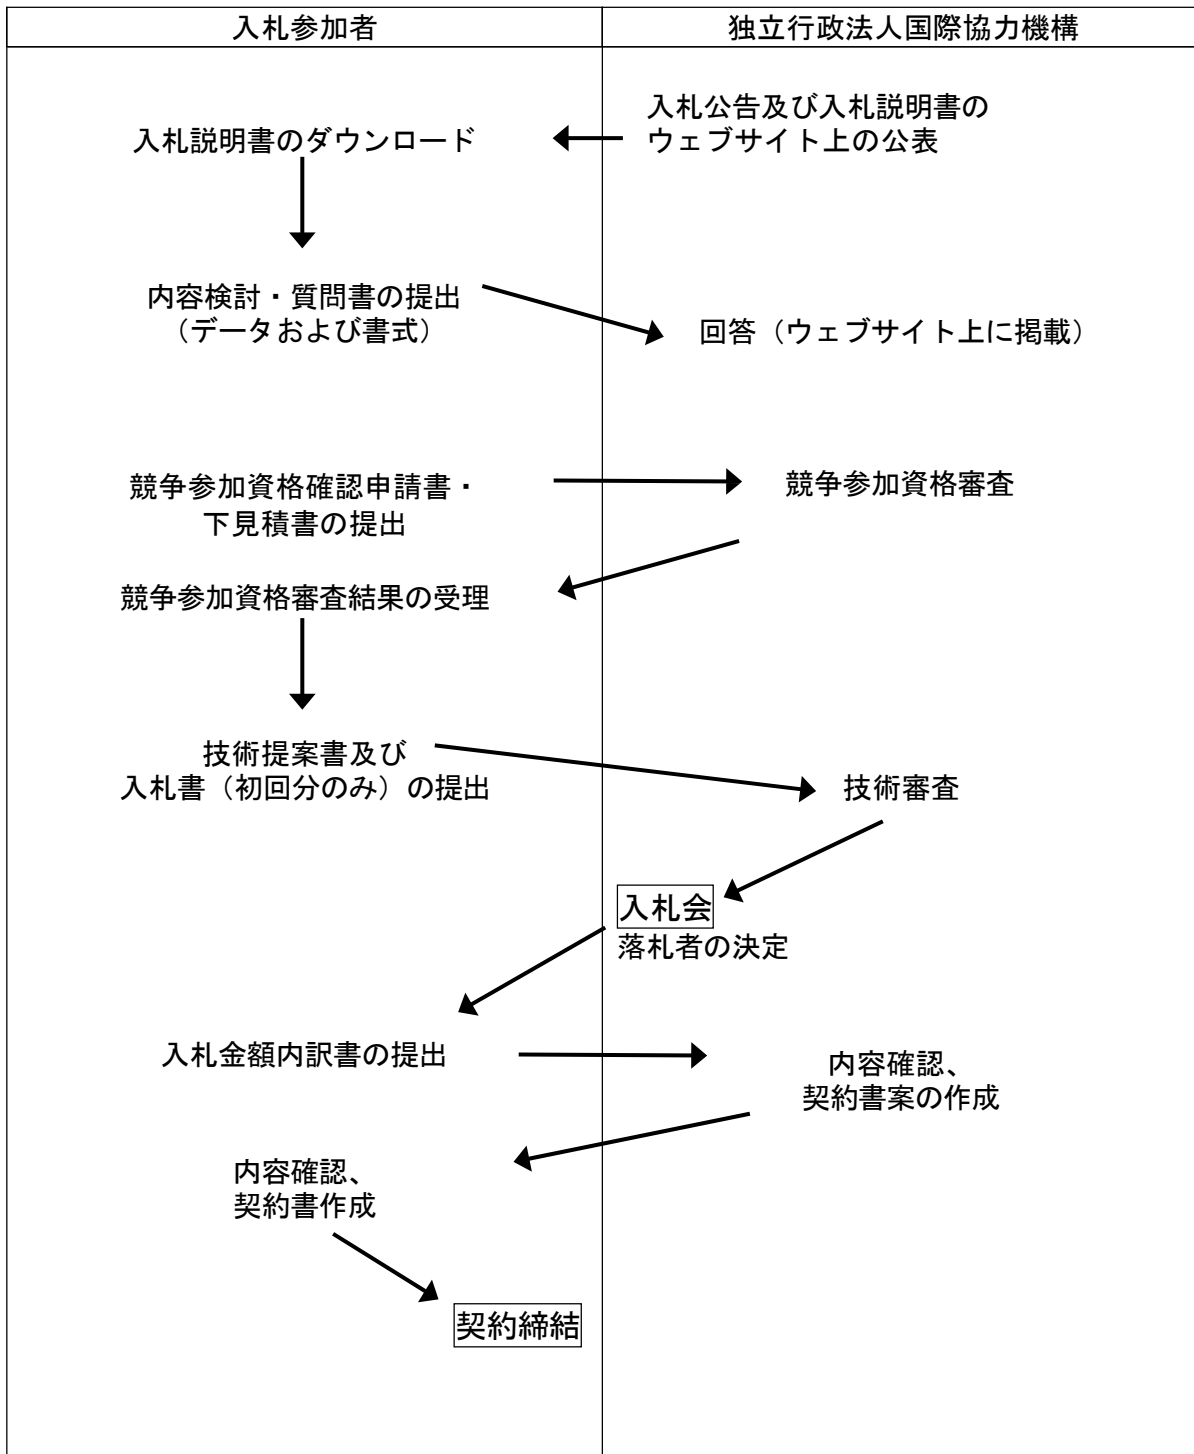 入札参加者
独立行政法人国際協力機構
入札公告及び入札説明書の
ウェブサイト上の公表
入札説明書のダウンロード
内容検討・質問書の提出
（データおよび書式）
回答（ウェブサイト上に掲載）
競争参加資格確認申請書・
下見積書の提出
競争参加資格審査
競争参加資格審査結果の受理
技術提案書及び
入札書（初回分のみ）の提出
技術審査
入札会
落札者の決定
入札金額内訳書の提出
内容確認、
契約書案の作成
内容確認、
契約書作成
契約締結